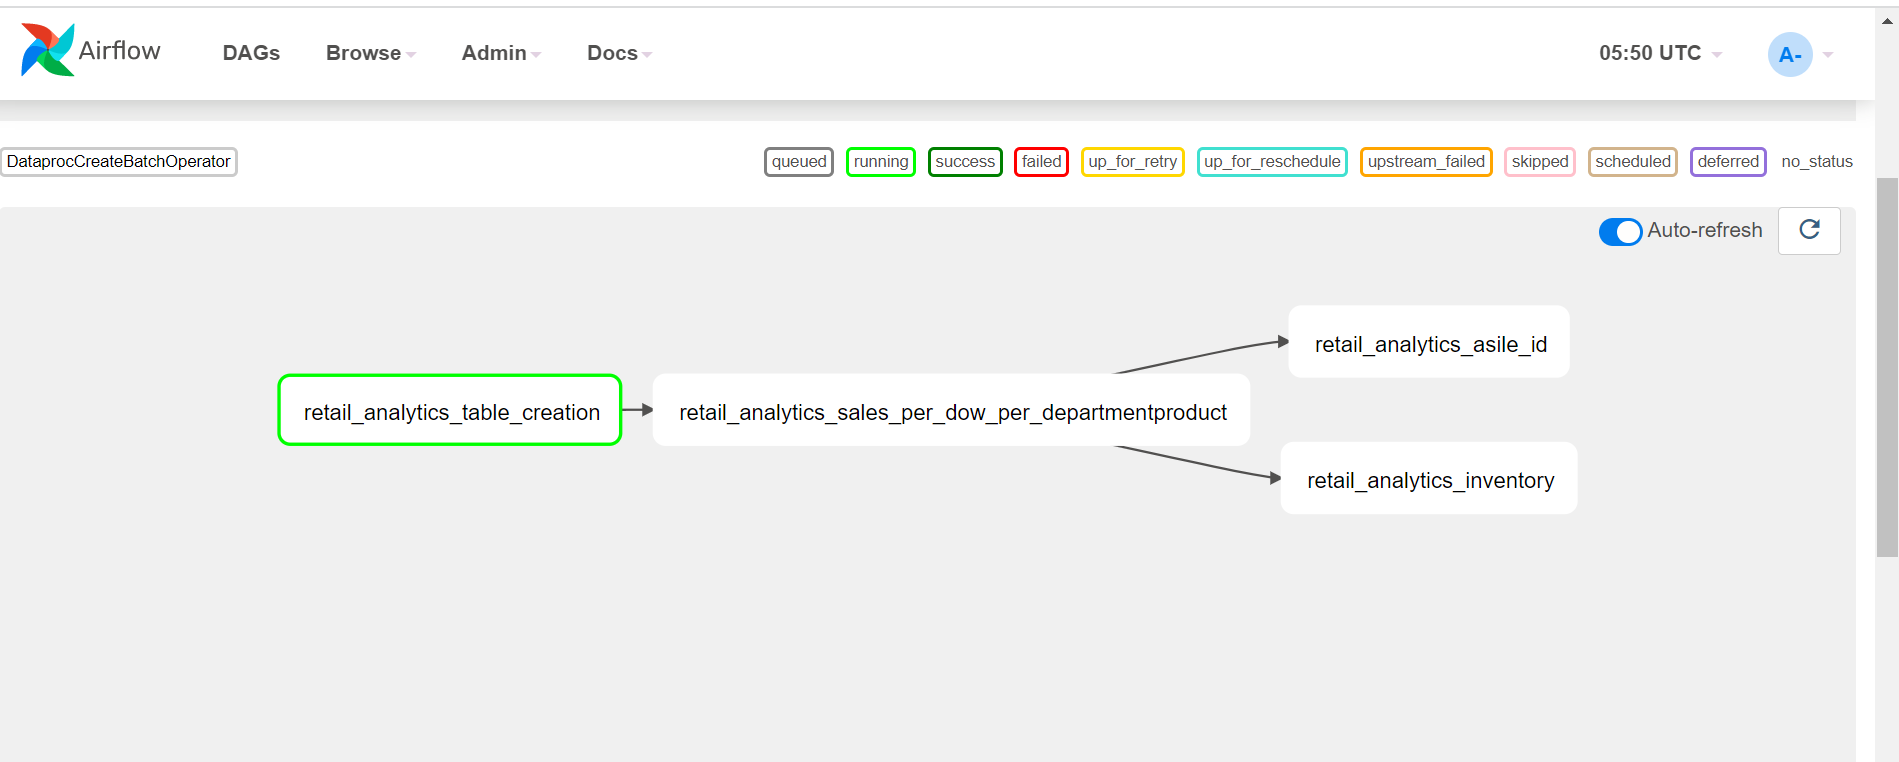 Airflow DAGs Browse Admin Docs 05:50 UTC A-
DataprocCreateBatchOperator queued running success failed up_for_retry up_for_reschedule upstream_failed skipped scheduled deferred no_status
Auto-refresh
retail_analytics_asile_id
retail_analytics_table_creation retail_analytics_sales_per_dow_per_departmentproduct
retail_analytics_inventory